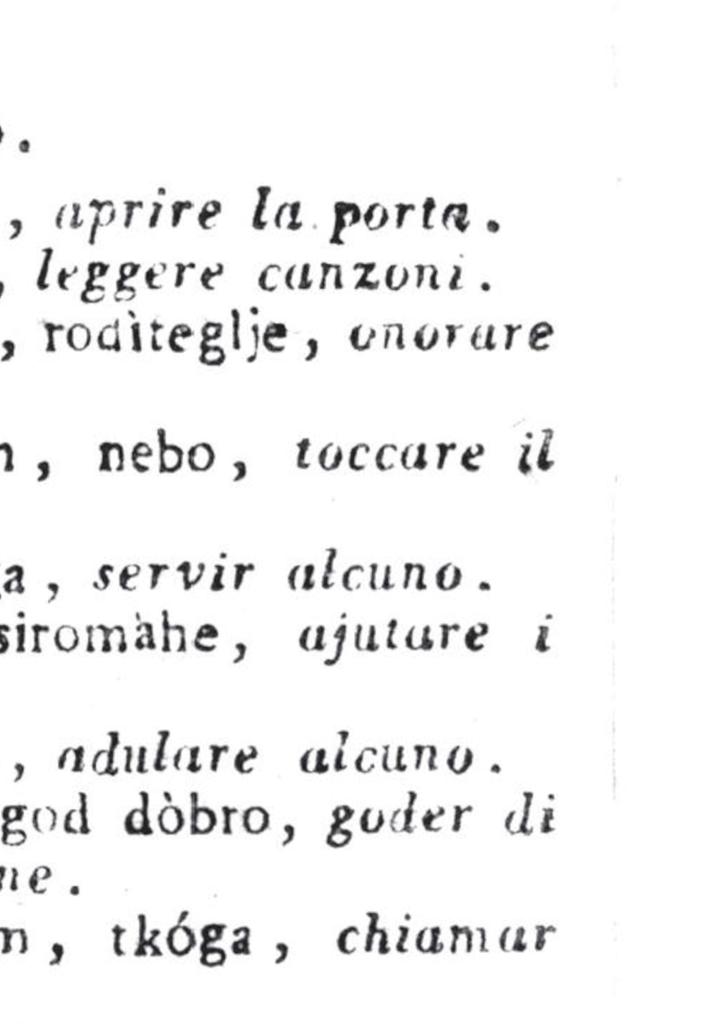 .
, aprire la porta.
, leggere canzoni.
, roditeglje, onorare
, nebo, toccare il
, servir alcuno.
siromàhe, ajutare i
, adulare alcuno.
god dòbro, goder di
ne.
, tkóga, chiamar